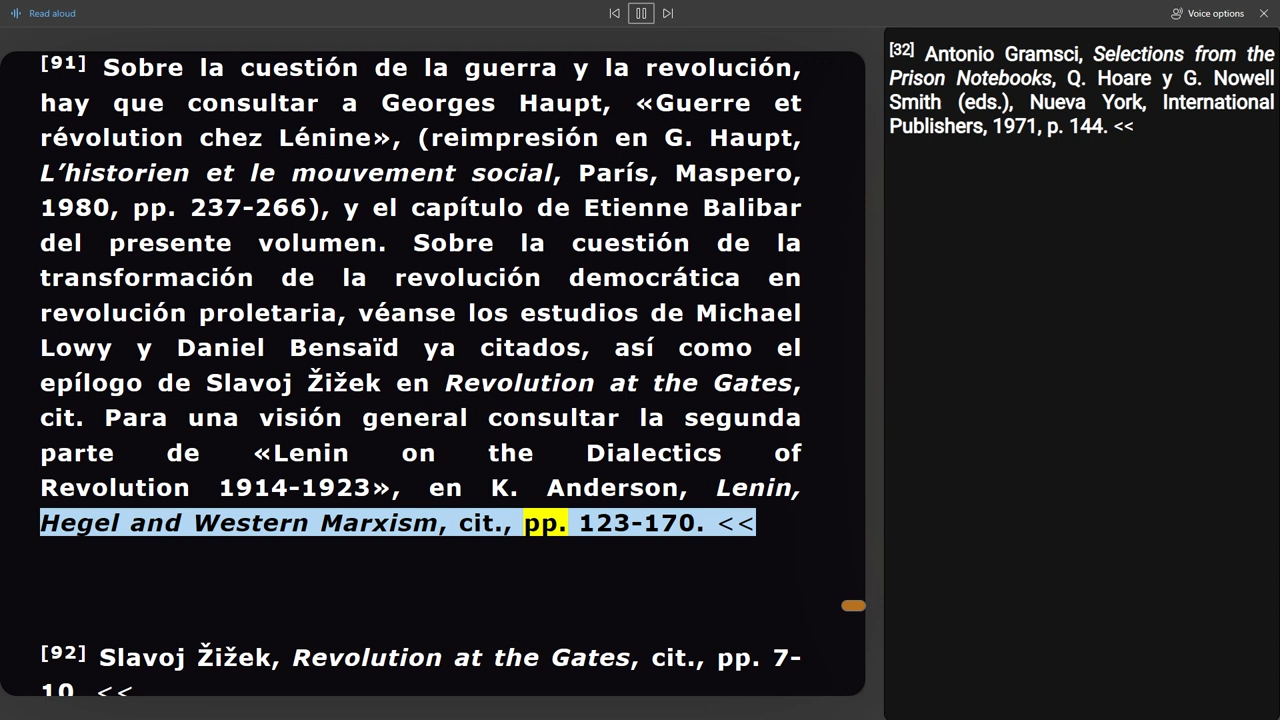 Read aloud
Voice options
[91] Sobre la cuestión de la guerra y la revolución,
hay que consultar a Georges Haupt, «Guerre et
révolution chez Lénine», (reimpresión en G. Haupt,
L’historien et le mouvement social, París, Maspero,
1980, pp. 237-266), y el capítulo de Etienne Balibar
del presente volumen. Sobre la cuestión de la
transformación de la revolución democrática en
revolución proletaria, véanse los estudios de Michael
Lowy y Daniel Bensaïd ya citados, así como el
epílogo de Slavoj Žižek en Revolution at the Gates,
cit. Para una visión general consultar la segunda
parte de «Lenin on the Dialectics of
Revolution 1914-1923», en K. Anderson, Lenin,
Hegel and Western Marxism, cit., pp. 123-170. <<
[92] Slavoj Žižek, Revolution at the Gates, cit., pp. 7-
10. <<
[32] Antonio Gramsci, Selections from the
Prison Notebooks, Q. Hoare y G. Nowell
Smith (eds.), Nueva York, International
Publishers, 1971, p. 144. <<